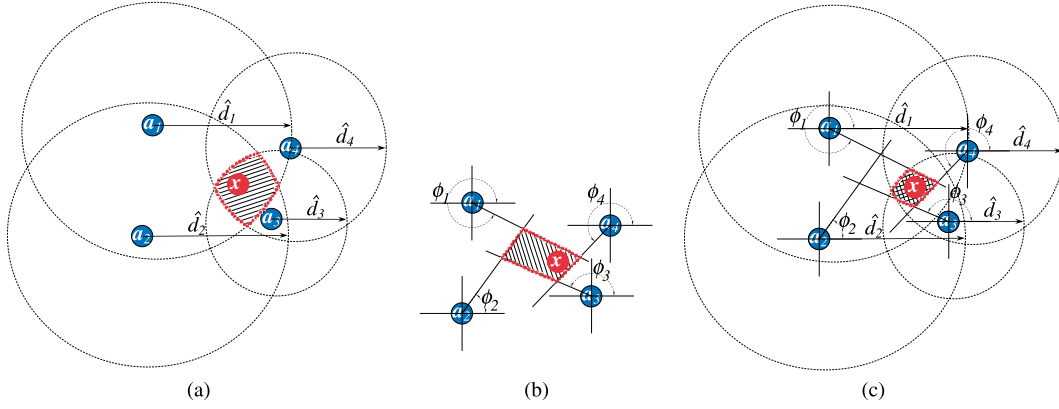 a₁
d̂₁
a₄
d̂₄
x
a₂
d̂₂
a₃
d̂₃
(a)
ϕ₁
a₁
ϕ₄
a₄
x
ϕ₃
a₃
a₂
ϕ₂
(b)
ϕ₁
a₁
d̂₁
ϕ₄
a₄
d̂₄
x
ϕ₃
a₂
ϕ₂
d̂₂
a₃
d̂₃
(c)